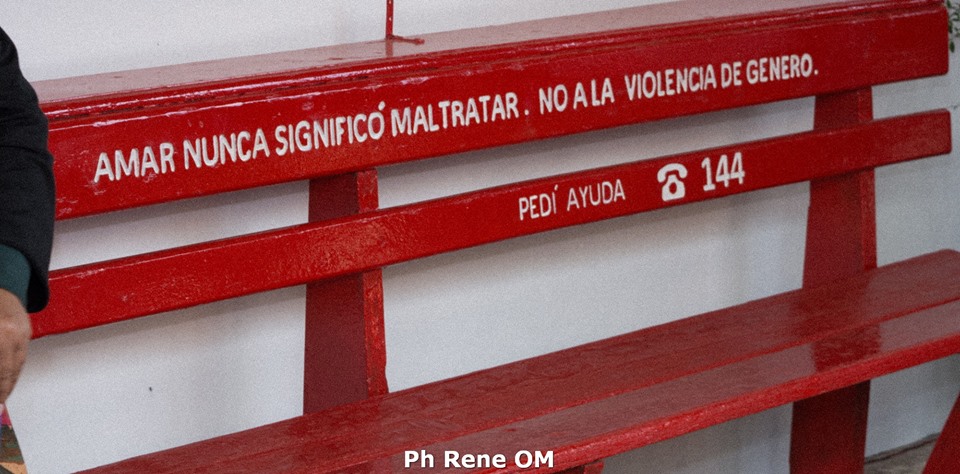 AMAR NUNCA SIGNIFICÓ MALTRATAR. NO A LA VIOLENCIA DE GENERO.
PEDÍ AYUDA ☎ 144
Ph Rene OM